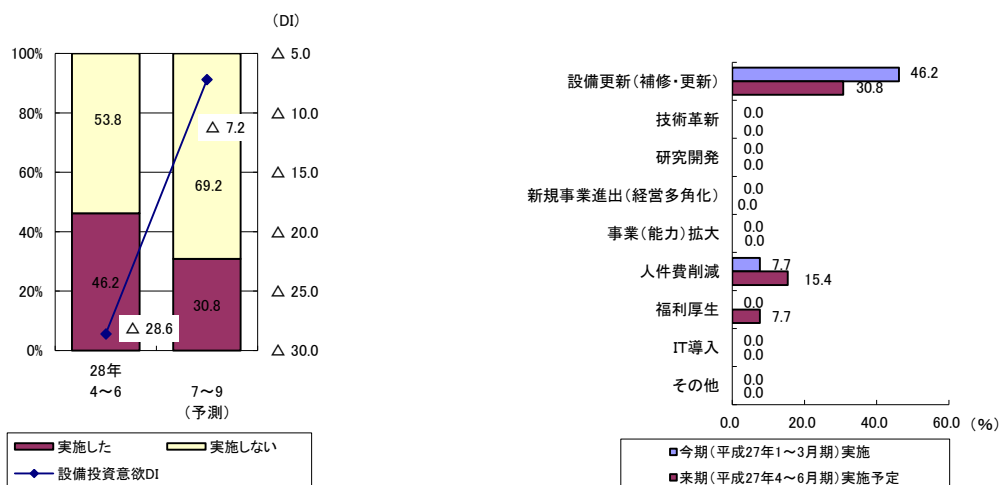 (DI)
100%
80%
60%
40%
20%
0%
53.8
46.2
69.2
30.8
△ 7.2
△ 28.6
△ 5.0
△ 10.0
△ 15.0
△ 20.0
△ 25.0
△ 30.0
28年
4～6
7～9
(予測)
実施した
実施しない
設備投資意欲DI
設備更新(補修・更新)
46.2
30.8
技術革新
0.0
0.0
研究開発
0.0
0.0
新規事業進出(経営多角化)
0.0
0.0
事業(能力)拡大
0.0
0.0
人件費削減
7.7
15.4
福利厚生
0.0
7.7
IT導入
0.0
0.0
その他
0.0
0.0
0.0
20.0
40.0
60.0
(%)
今期(平成27年1～3月期)実施
来期(平成27年4～6月期)実施予定